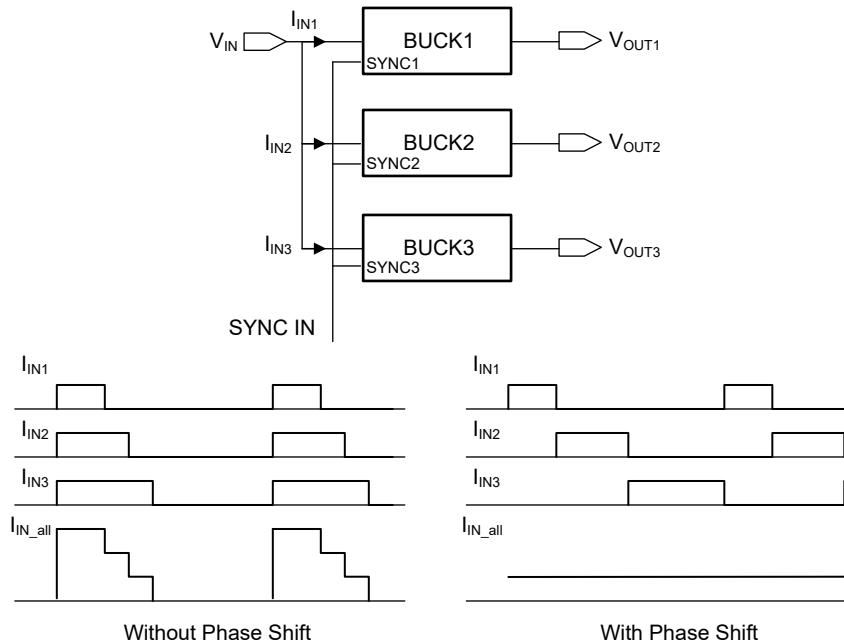 I_IN1
V_IN BUCK1 V_OUT1
SYNC1
I_IN2 BUCK2 V_OUT2
SYNC2
I_IN3 BUCK3 V_OUT3
SYNC3
SYNC IN
I_IN1
I_IN2
I_IN3
I_IN_all
Without Phase Shift
I_IN1
I_IN2
I_IN3
I_IN_all
With Phase Shift